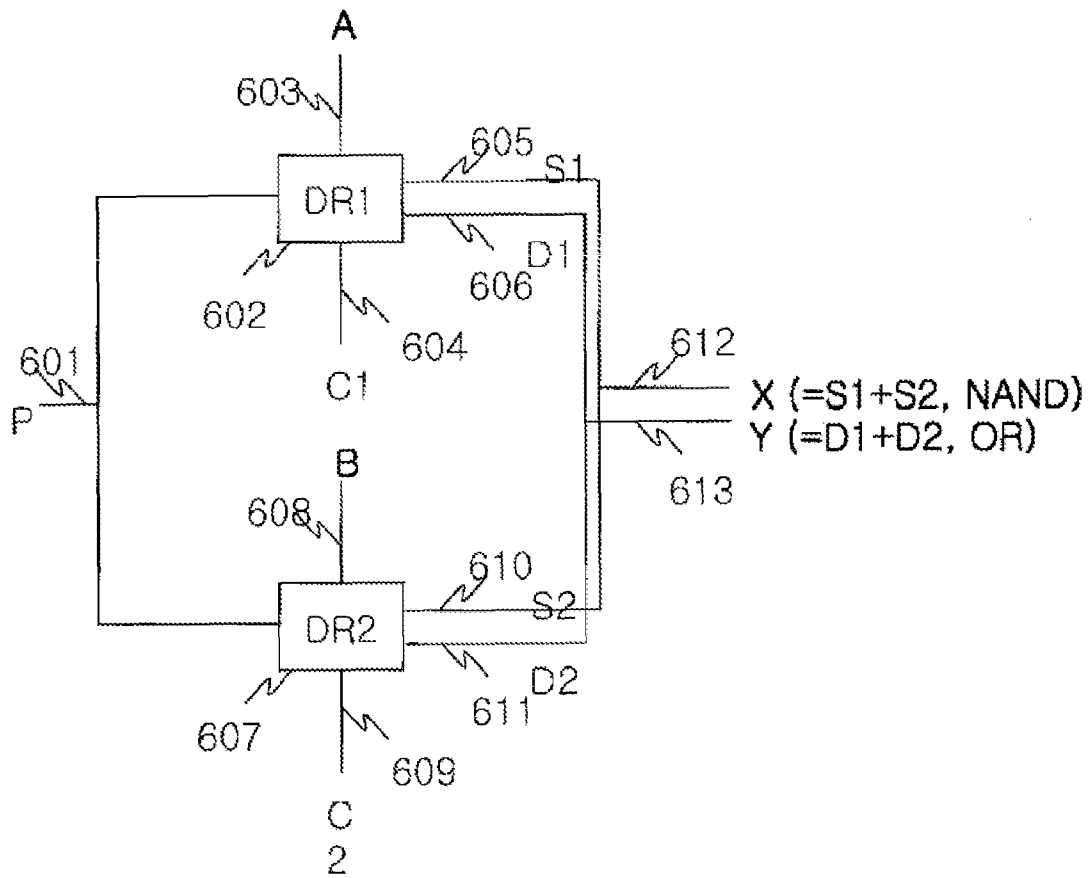 A
603
605
S1
DR1
D1
606
602
604
601
612
C1
P
X (=S1+S2, NAND)
Y (=D1+D2, OR)
B
613
608
610
S2
DR2
D2
611
607
609
C
2